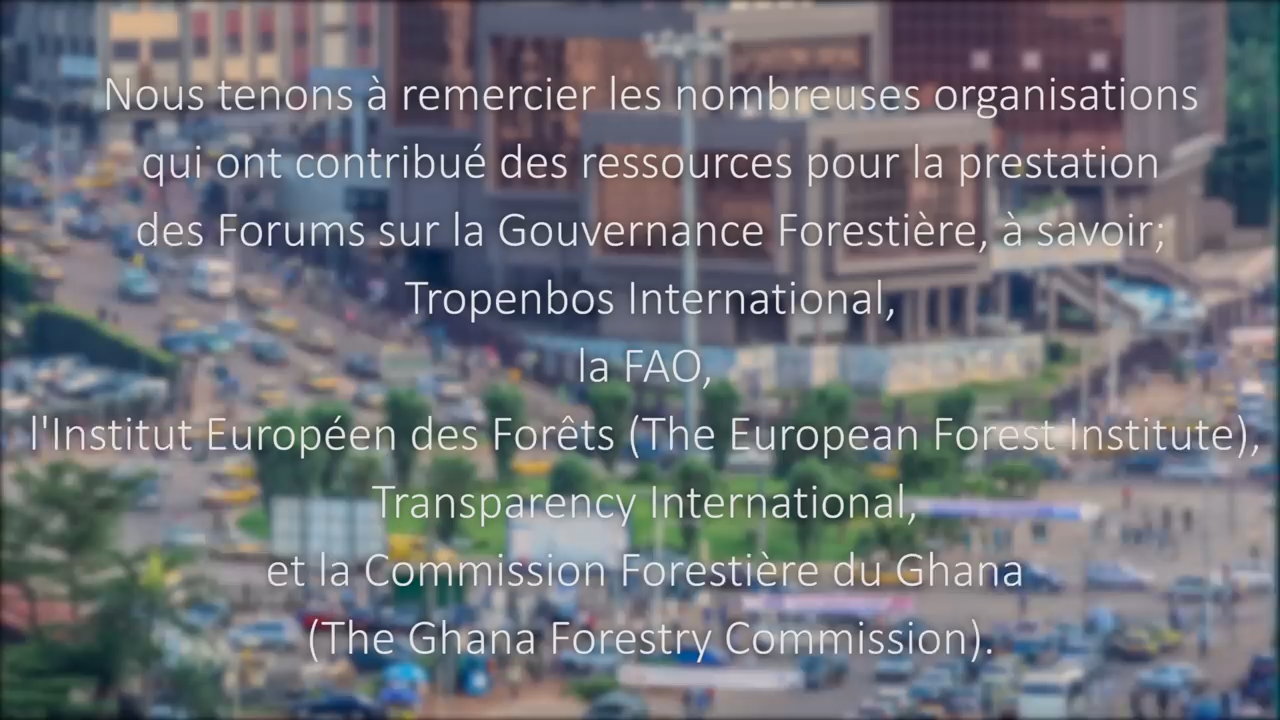 Nous tenons à remercier les nombreuses organisations
qui ont contribué des ressources pour la prestation
des Forums sur la Gouvernance Forestière, à savoir;
Tropenbos International,
la FAO,
l'Institut Européen des Forêts (The European Forest Institute),
Transparency International,
et la Commission Forestière du Ghana
(The Ghana Forestry Commission).